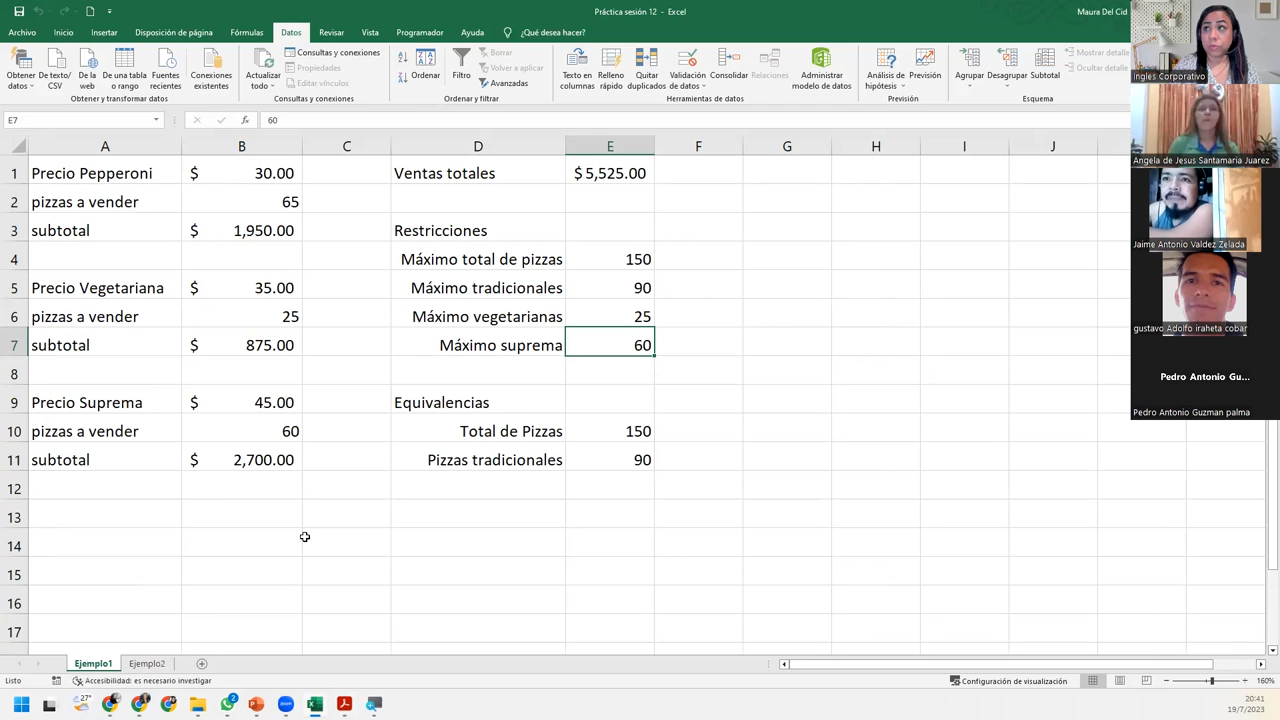 Práctica sesión 12 - Excel
Maura Del Cid
Archivo Inicio Insertar Disposición de página Fórmulas Datos Revisar Vista Programador Ayuda ¿Qué desea hacer?
Obtener datos
De texto/CSV
De la web
De una tabla o rango
Fuentes recientes
Conexiones existentes
Obtener y transformar datos
Actualizar todo
Consultas y conexiones
Propiedades
Editar vínculos
Consultas y conexiones
Ordenar
Filtro
Borrar
Volver a aplicar
Avanzadas
Ordenar y filtrar
Texto en columnas
Relleno rápido
Quitar duplicados
Validación de datos
Consolidar
Relaciones
Administrar modelo de datos
Herramientas de datos
Análisis de hipótesis
Previsión
Previsión
Agrupar
Desagrupar
Subtotal
Mostrar detalle
Ocultar detalle
Esquema
E7 fx 60
A B C D E F G H I J
1 Precio Pepperoni $ 30.00 Ventas totales $ 5,525.00
2 pizzas a vender 65
3 subtotal $ 1,950.00 Restricciones
4 Máximo total de pizzas 150
5 Precio Vegetariana $ 35.00 Máximo tradicionales 90
6 pizzas a vender 25 Máximo vegetarianas 25
7 subtotal $ 875.00 Máximo suprema 60
8
9 Precio Suprema $ 45.00 Equivalencias
10 pizzas a vender 60 Total de Pizzas 150
11 subtotal $ 2,700.00 Pizzas tradicionales 90
12
13
14
15
16
17
Ingles Corporativo
Angela de Jesus Santamaria Juarez
Jaime Antonio Valdez Zelada
gustavo Adolfo iraheta cobar
Pedro Antonio Gu...
Pedro Antonio Guzman palma
Ejemplo1 Ejemplo2
Listo Accesibilidad: es necesario investigar Configuración de visualización 160%
27° 2 zoom
20:41
19/7/2023